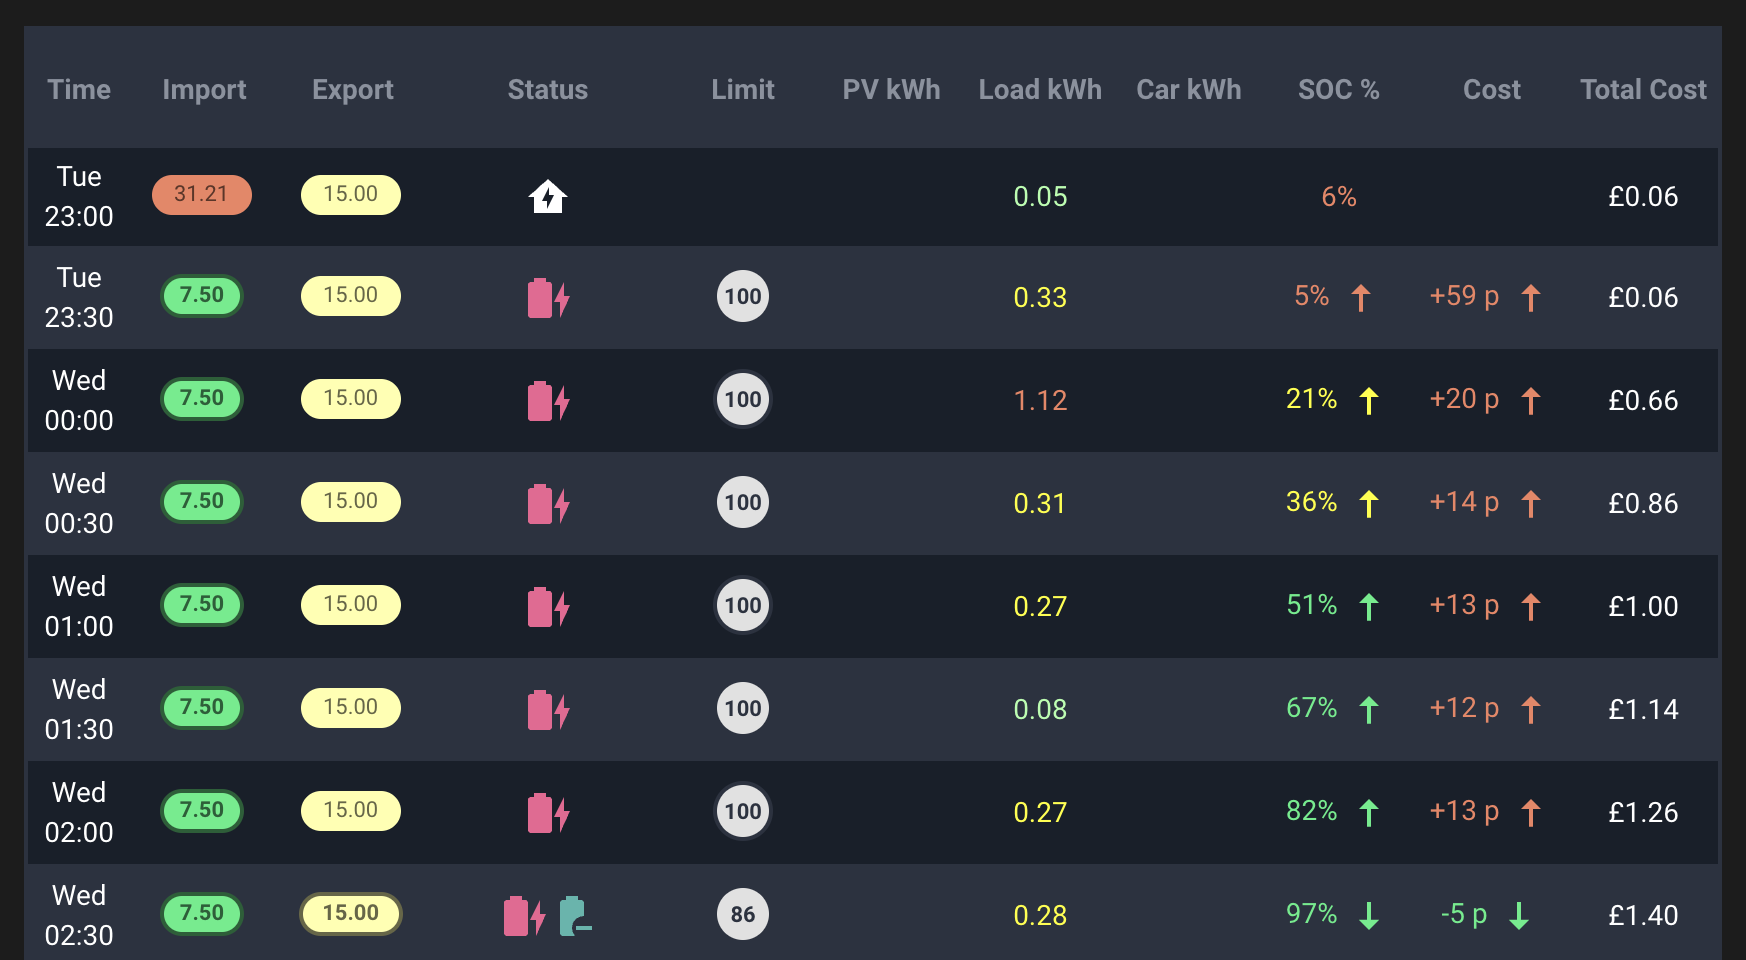 Time Import Export Status Limit PV kWh Load kWh Car kWh SOC % Cost Total Cost
Tue 23:00 31.21 15.00 0.05 6% £0.06
Tue 23:30 7.50 15.00 100 0.33 5% +59 p £0.06
Wed 00:00 7.50 15.00 100 1.12 21% +20 p £0.66
Wed 00:30 7.50 15.00 100 0.31 36% +14 p £0.86
Wed 01:00 7.50 15.00 100 0.27 51% +13 p £1.00
Wed 01:30 7.50 15.00 100 0.08 67% +12 p £1.14
Wed 02:00 7.50 15.00 100 0.27 82% +13 p £1.26
Wed 02:30 7.50 15.00 86 0.28 97% -5 p £1.40